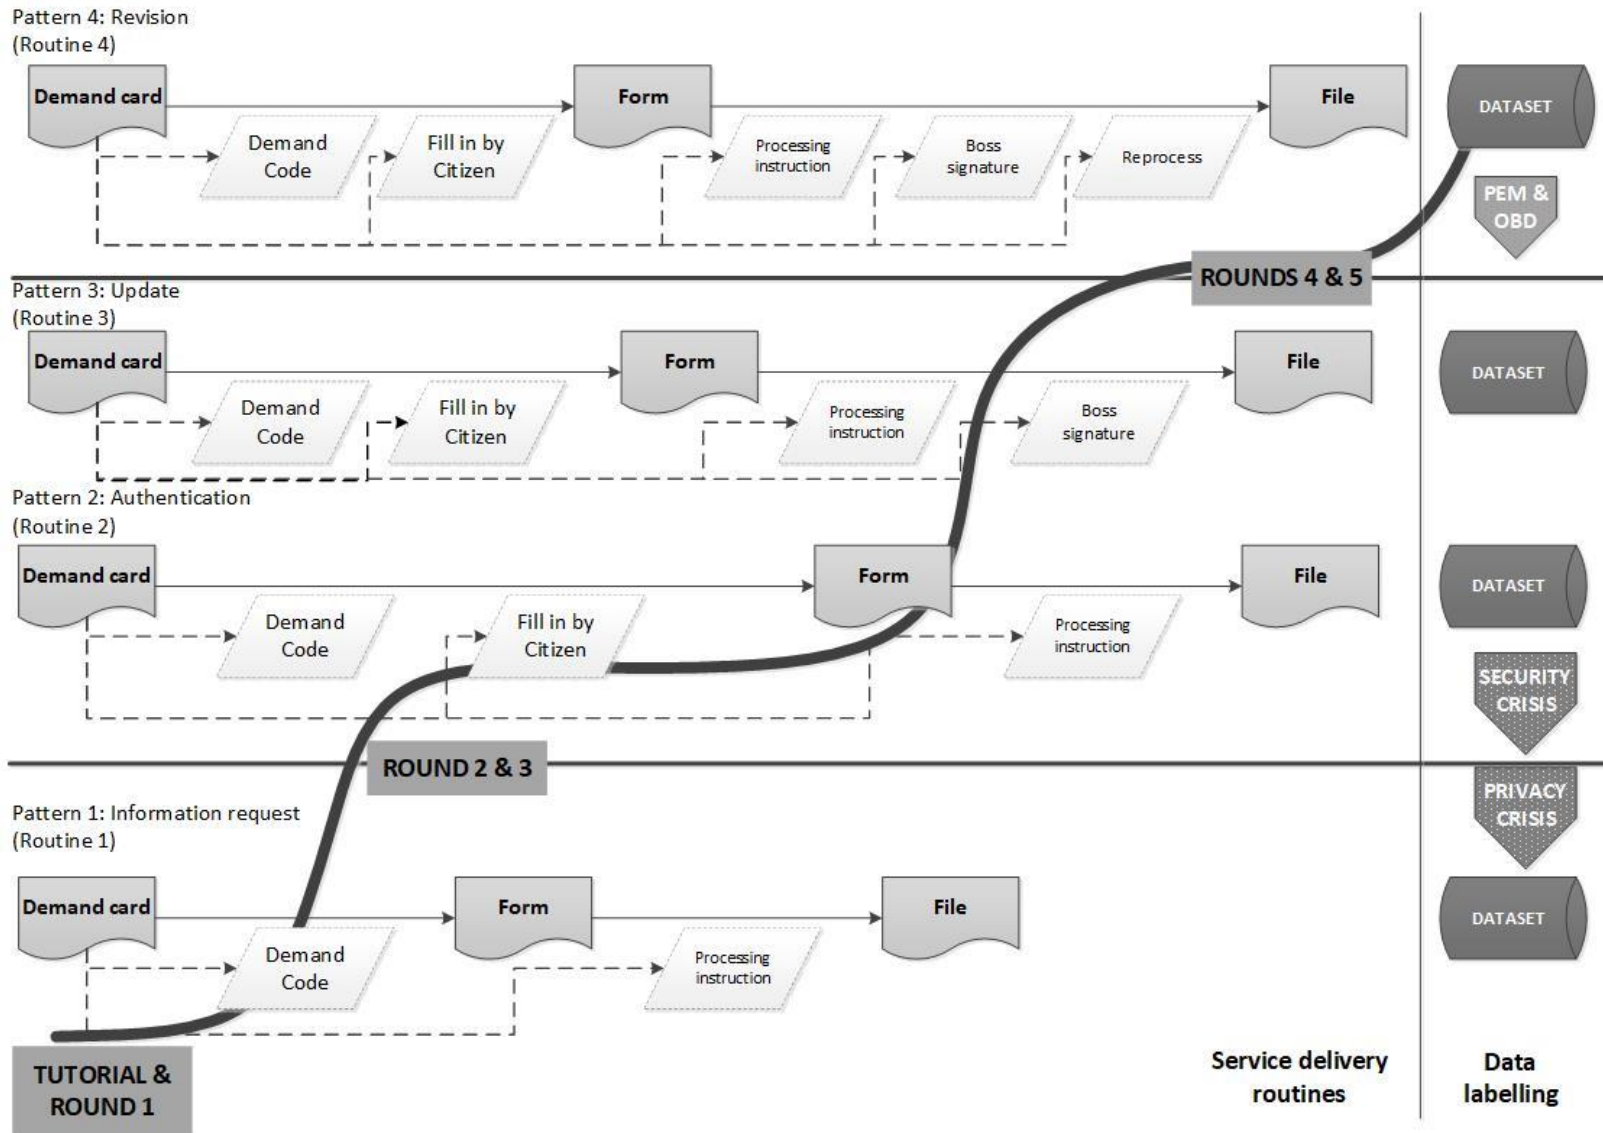 Pattern 4: Revision
(Routine 4)
Demand card
Form
File
DATASET
Demand
Code
Fill in by
Citizen
Processing
instruction
Boss
signature
Reprocess
PEM &
OBD
ROUNDS 4 & 5
Pattern 3: Update
(Routine 3)
Demand card
Form
File
DATASET
Demand
Code
Fill in by
Citizen
Processing
instruction
Boss
signature
Pattern 2: Authentication
(Routine 2)
Demand card
Form
File
DATASET
Demand
Code
Fill in by
Citizen
Processing
instruction
SECURITY
CRISIS
ROUND 2 & 3
PRIVACY
CRISIS
Pattern 1: Information request
(Routine 1)
Demand card
Form
File
DATASET
Demand
Code
Processing
instruction
TUTORIAL &
ROUND 1
Service delivery
routines
Data
labelling